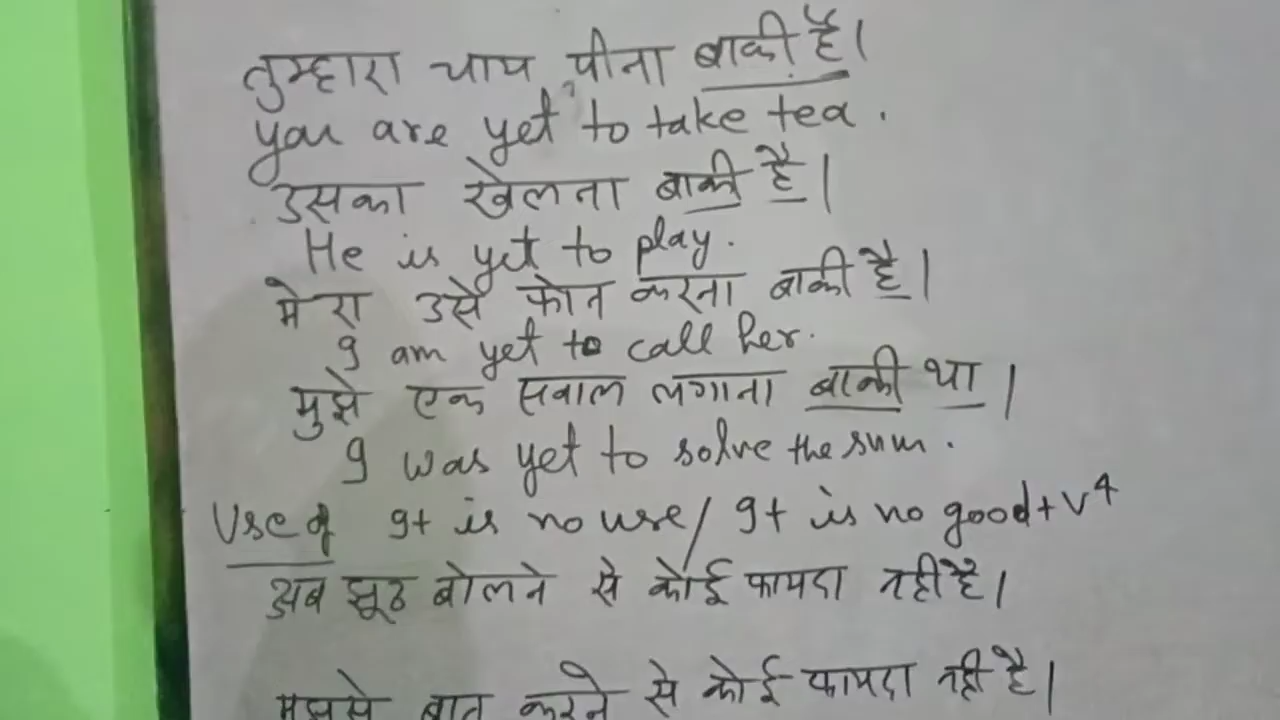 तुम्हारा चाय पीना बाकी है।
you are yet to take tea.
उसका खेलना बाकी है।
He is yet to play.
मेरा उसे फोन करना बाकी है।
I am yet to call her.
मुझे एक सवाल लगाना बाकी था।
I was yet to solve the sum.
Use of It is no use/ It is no good+V⁴
अब झूठ बोलने से कोई फायदा नहीं है।
मुझसे बात करने से कोई फायदा नही है।